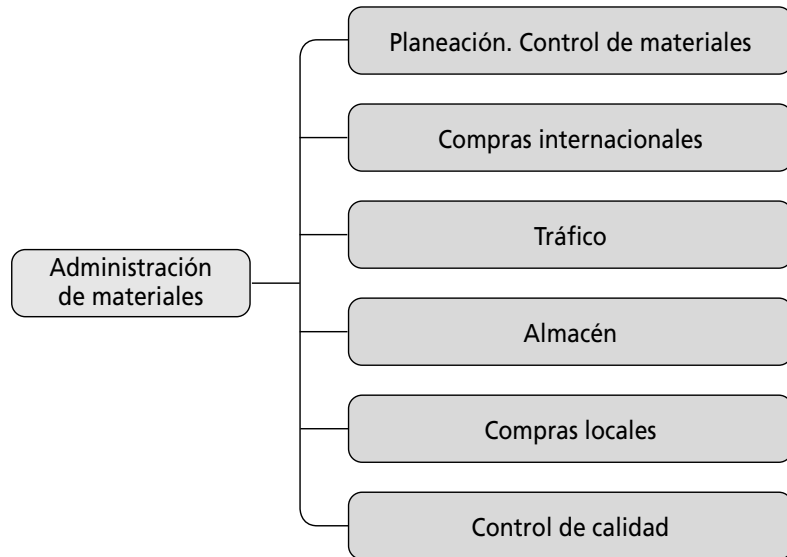 Planeación. Control de materiales
Compras internacionales
Tráfico
Administración
de materiales
Almacén
Compras locales
Control de calidad